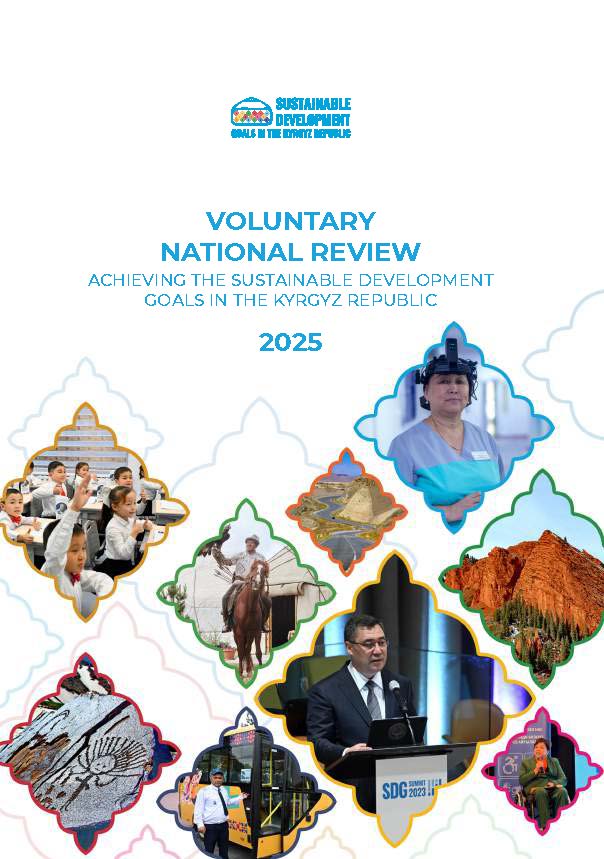 SUSTAINABLE
DEVELOPMENT
GOALS IN THE KYRGYZ REPUBLIC
VOLUNTARY
NATIONAL REVIEW
ACHIEVING THE SUSTAINABLE DEVELOPMENT
GOALS IN THE KYRGYZ REPUBLIC
2025
SDG SUMMIT
2023